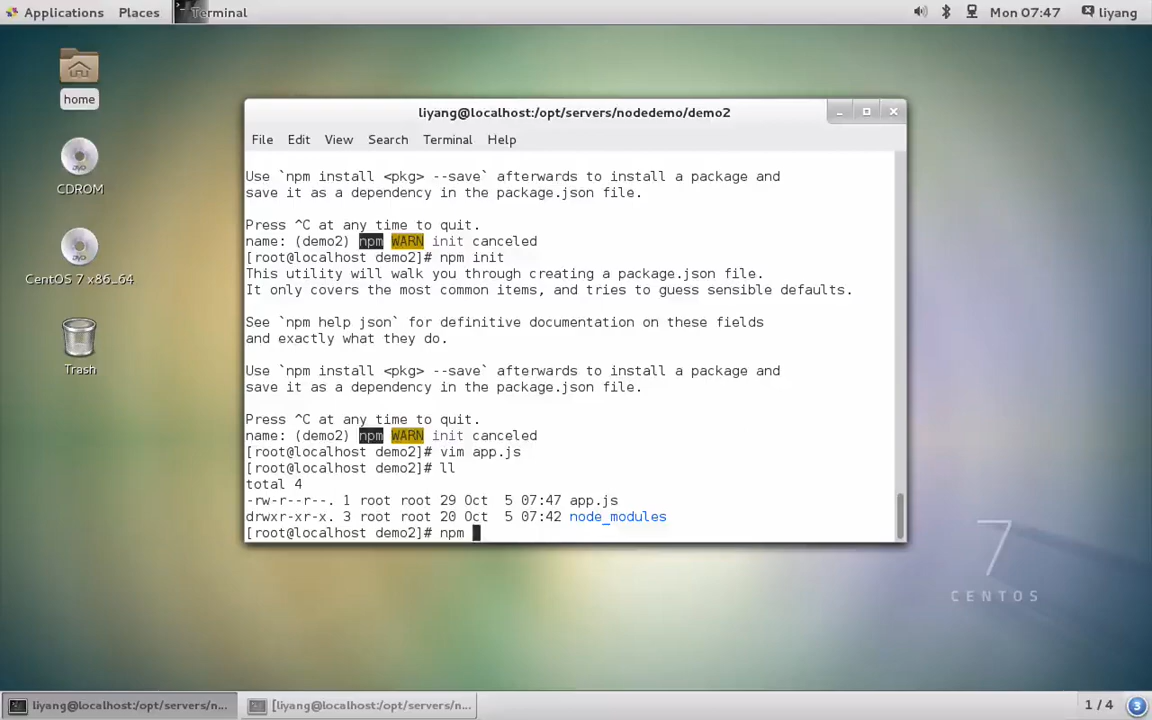 Applications Places Terminal Mon 07:47 liyang
home
CDROM
CentOS 7 x86_64
Trash
liyang@localhost:/opt/servers/nodedemo/demo2
File Edit View Search Terminal Help
Use `npm install <pkg> --save` afterwards to install a package and
save it as a dependency in the package.json file.
Press ^C at any time to quit.
name: (demo2) npm WARN init canceled
[root@localhost demo2]# npm init
This utility will walk you through creating a package.json file.
It only covers the most common items, and tries to guess sensible defaults.
See `npm help json` for definitive documentation on these fields
and exactly what they do.
Use `npm install <pkg> --save` afterwards to install a package and
save it as a dependency in the package.json file.
Press ^C at any time to quit.
name: (demo2) npm WARN init canceled
[root@localhost demo2]# vim app.js
[root@localhost demo2]# ll
total 4
-rw-r--r--. 1 root root 29 Oct  5 07:47 app.js
drwxr-xr-x. 3 root root 20 Oct  5 07:42 node_modules
[root@localhost demo2]# npm
7
CENTOS
liyang@localhost:/opt/servers/n... [liyang@localhost:/opt/servers/n... 1 / 4 3